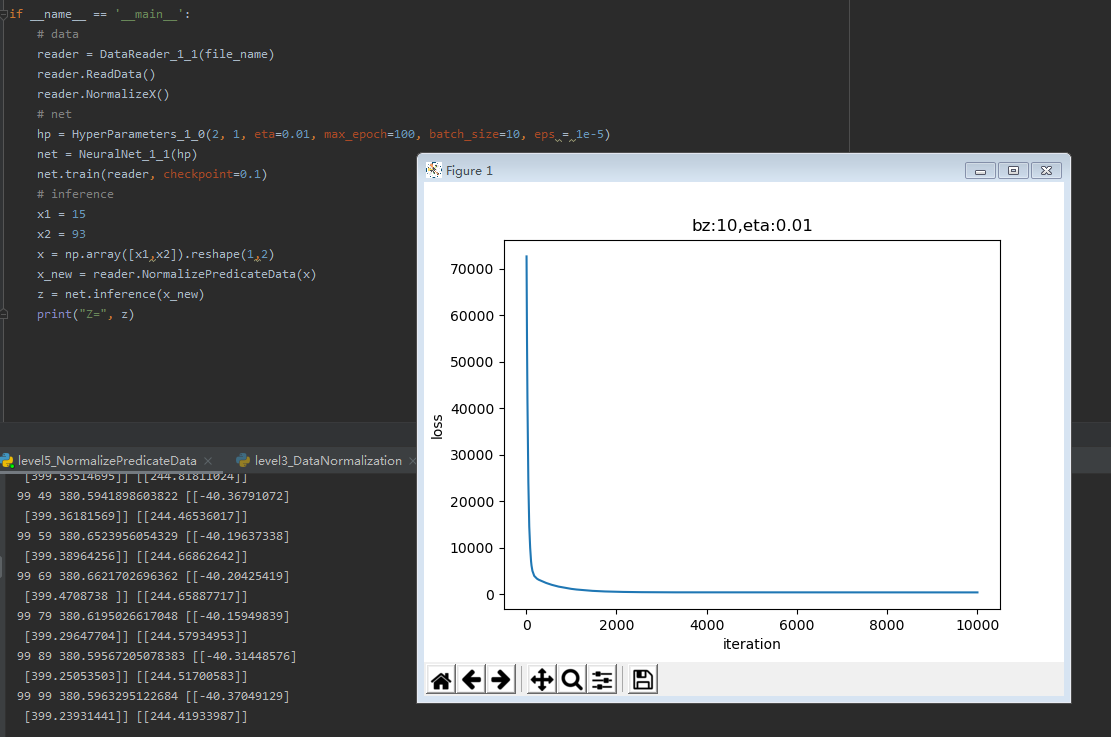 if __name__ == '__main__':
# data
reader = DataReader_1_1(file_name)
reader.ReadData()
reader.NormalizeX()
# net
hp = HyperParameters_1_0(2, 1, eta=0.01, max_epoch=100, batch_size=10, eps = 1e-5)
net = NeuralNet_1_1(hp)
net.train(reader, checkpoint=0.1)
# inference
x1 = 15
x2 = 93
x = np.array([x1,x2]).reshape(1,2)
x_new = reader.NormalizePredicateData(x)
z = net.inference(x_new)
print("Z=", z)
Figure 1
bz:10,eta:0.01
70000
60000
50000
40000
30000
20000
10000
0
loss
0 2000 4000 6000 8000 10000
iteration
level5_NormalizePredicateData × level3_DataNormalization ×
[399.53514695]] [[244.81811024]]
99 49 380.5941898603822 [[-40.36791072]
[399.36181569]] [[244.46536017]]
99 59 380.6523956054329 [[-40.19637338]
[399.38964256]] [[244.66862642]]
99 69 380.6621702696362 [[-40.20425419]
[399.4708738 ]] [[244.65887717]]
99 79 380.6195026617048 [[-40.15949839]
[399.29647704]] [[244.57934953]]
99 89 380.59567205078383 [[-40.31448576]
[399.25053503]] [[244.51700583]]
99 99 380.5963295122684 [[-40.37049129]
[399.23931441]] [[244.41933987]]